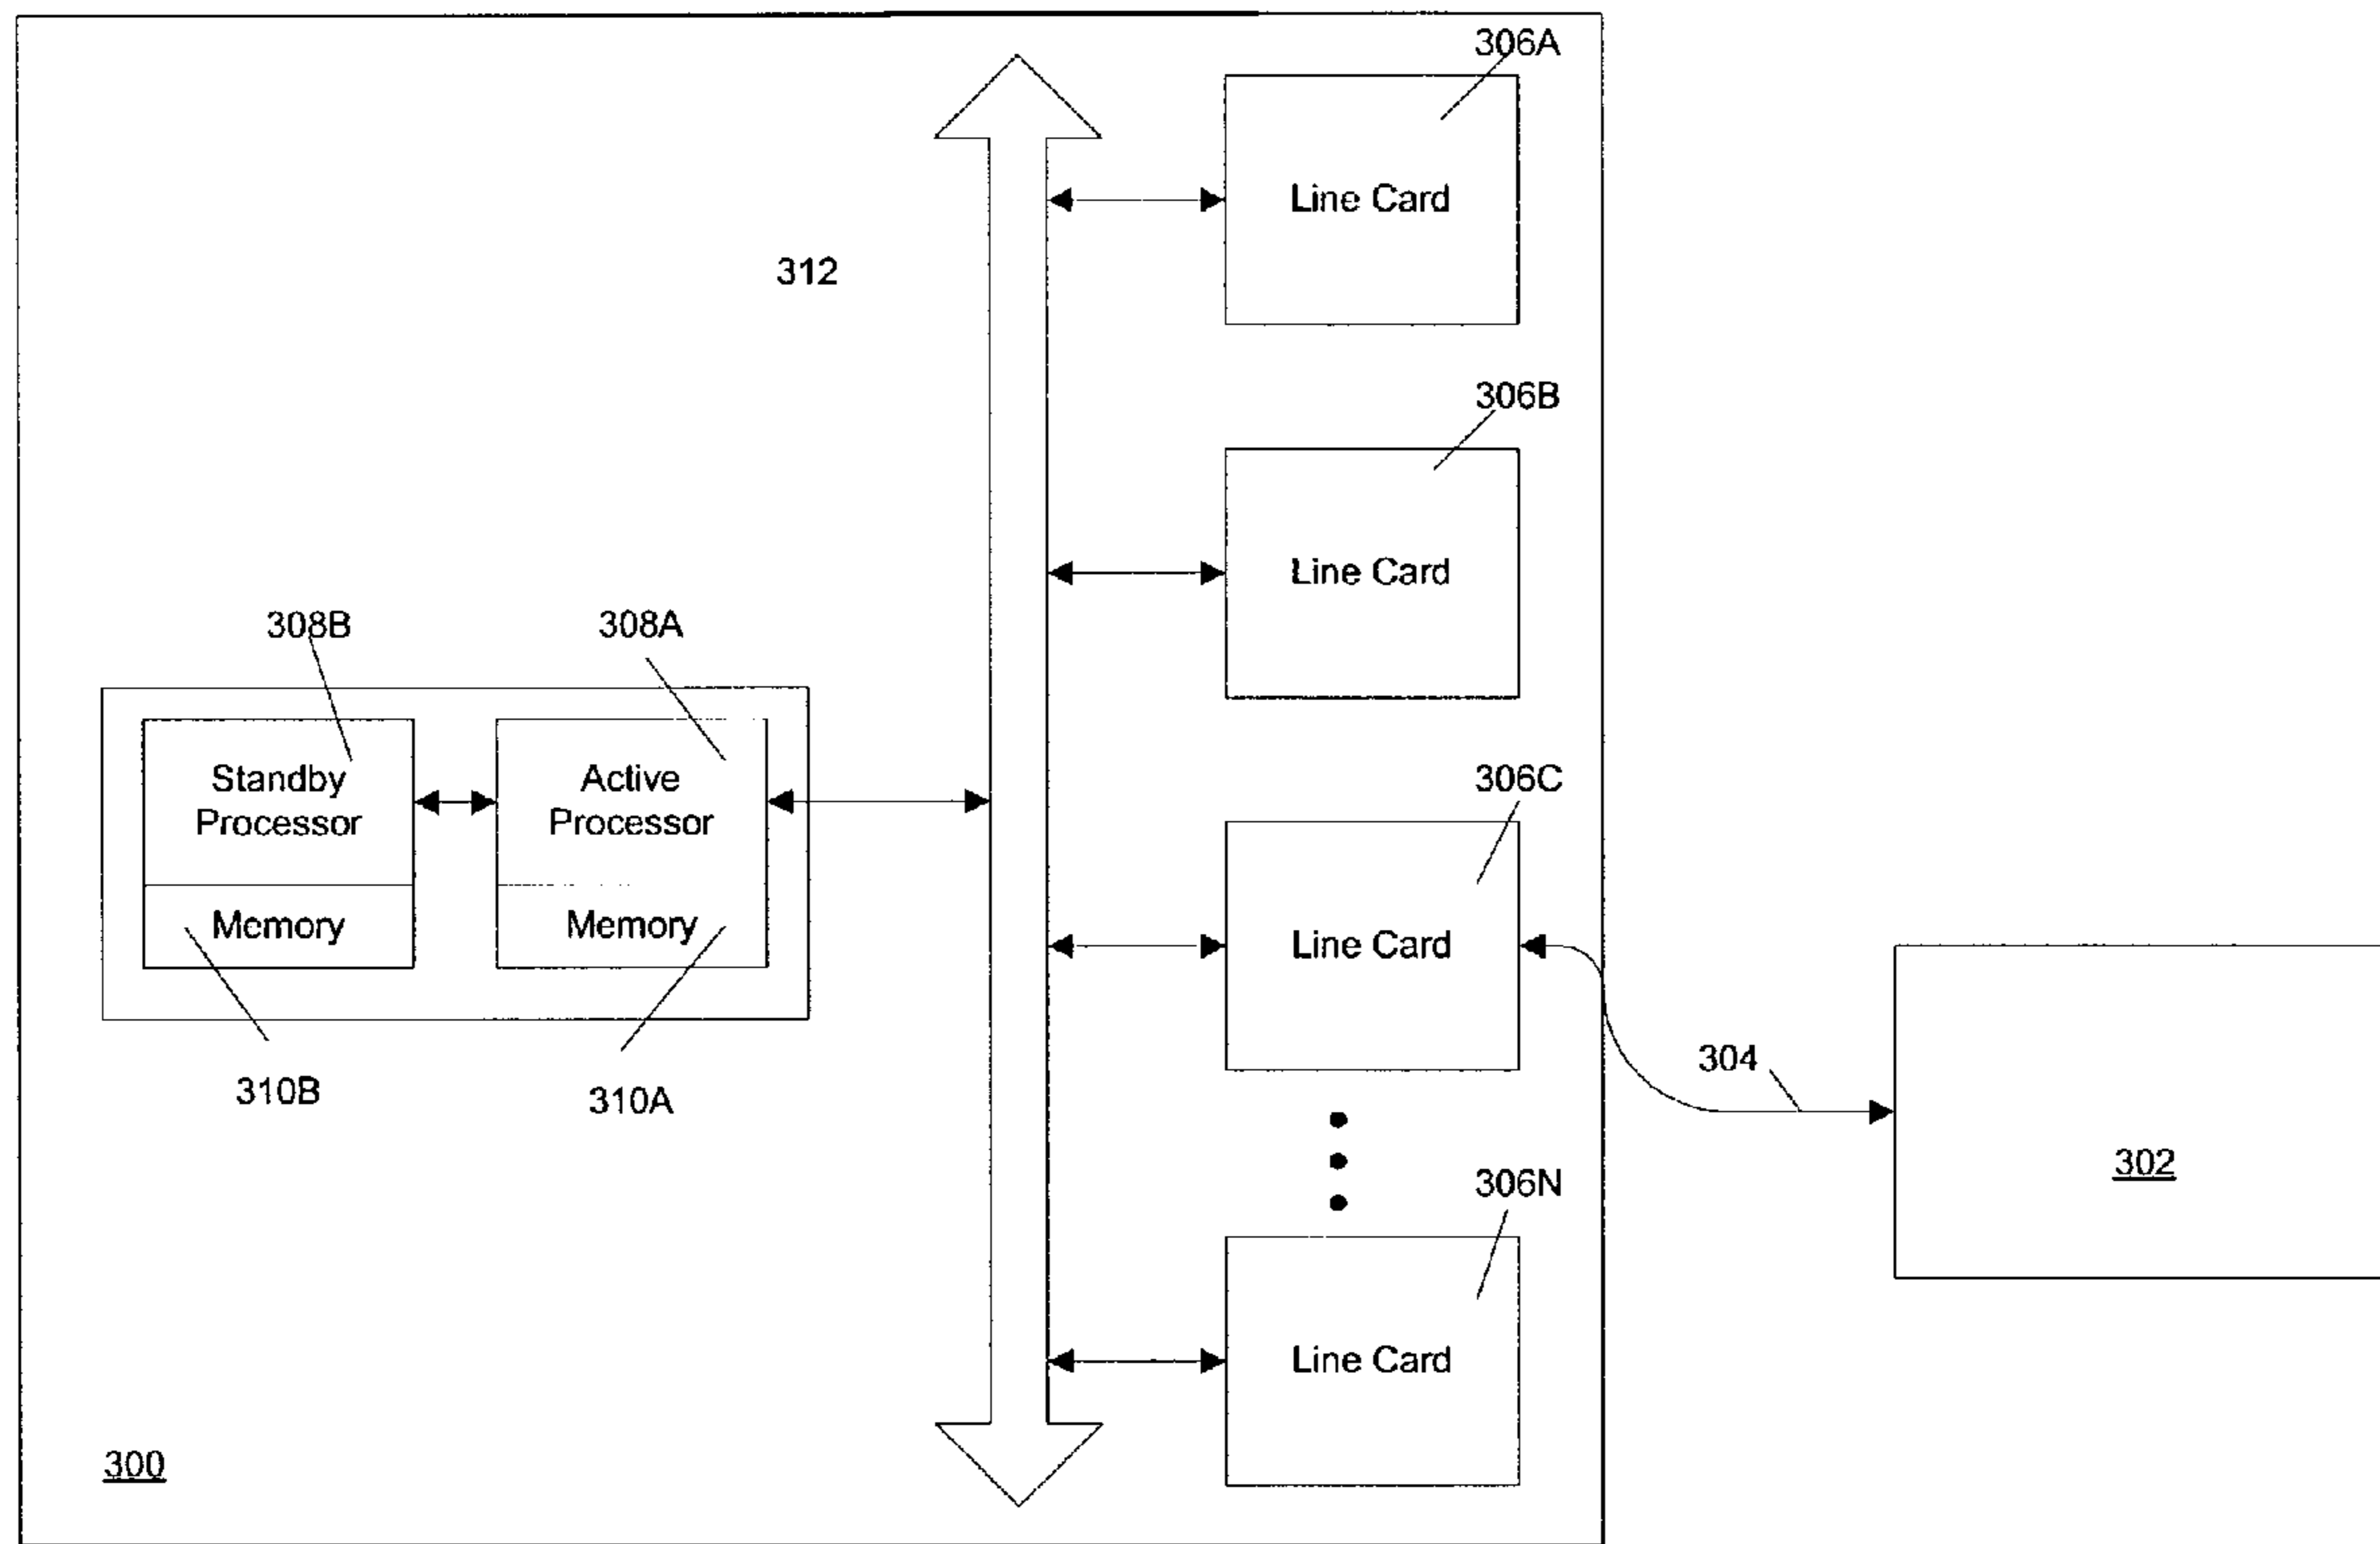 306A
Line Card
312
306B
Line Card
308B
308A
Standby
Processor
Active
Processor
Memory
Memory
310B
310A
306C
Line Card
304
302
306N
Line Card
300